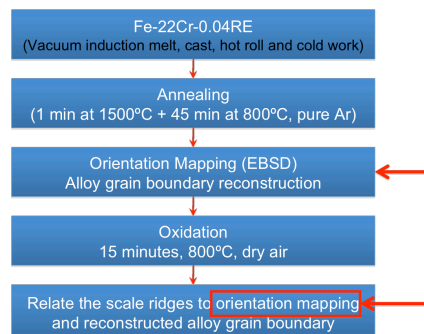 Fe-22Cr-0.04RE
(Vacuum induction melt, cast, hot roll and cold work)
Annealing
(1 min at 1500ºC + 45 min at 800ºC, pure Ar)
Orientation Mapping (EBSD)
Alloy grain boundary reconstruction
Oxidation
15 minutes, 800ºC, dry air
Relate the scale ridges to orientation mapping
and reconstructed alloy grain boundary